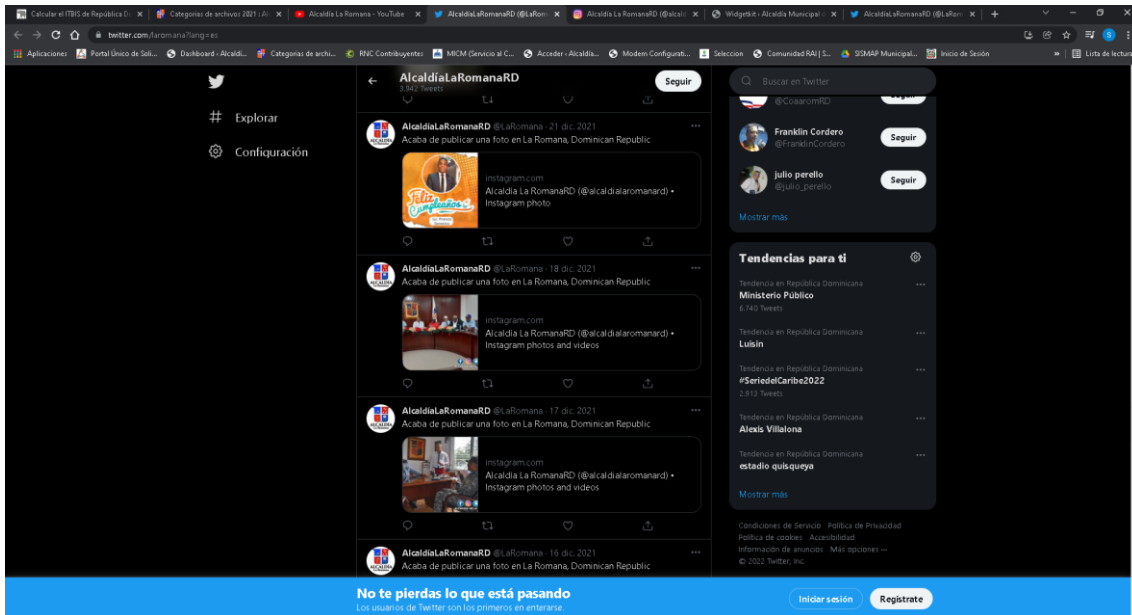 Calcular el ITBIS de República D
Categorias de archivos 2021 | Al
Alcaldía La Romana - YouTube
AlcaldiaLaRomanaRD (@LaRom
Alcaldía La RomanaRD (@alcald
Widgetkit - Alcaldía Municipal d
AlcaldiaLaRomanaRD (@LaRom
twitter.com/laromana?lang=es
Aplicaciones
Portal Único de Soli...
Dashboard - Alcaldí...
Categorias de archi...
RNC Contribuyentes
MICM (Servicio al C...
Acceder ‹ Alcaldía...
Modem Configurati...
Seleccion
Comunidad RAI | S...
SISMAP Municipal...
Inicio de Sesión
Lista de lectura
Explorar
Configuración
AlcaldíaLaRomanaRD
3.942 Tweets
Seguir
AlcaldíaLaRomanaRD @LaRomana · 21 dic. 2021
Acaba de publicar una foto en La Romana, Dominican Republic
Feliz
Cumpleaños
instagram.com
Alcaldía La RomanaRD (@alcaldialaromanard) •
Instagram photo
AlcaldíaLaRomanaRD @LaRomana · 18 dic. 2021
Acaba de publicar una foto en La Romana, Dominican Republic
instagram.com
Alcaldía La RomanaRD (@alcaldialaromanard) •
Instagram photos and videos
AlcaldíaLaRomanaRD @LaRomana · 17 dic. 2021
Acaba de publicar una foto en La Romana, Dominican Republic
instagram.com
Alcaldía La RomanaRD (@alcaldialaromanard) •
Instagram photos and videos
AlcaldíaLaRomanaRD @LaRomana · 16 dic. 2021
Acaba de publicar una foto en La Romana, Dominican Republic
Buscar en Twitter
@CoaaromRD
Franklin Cordero
@FranklinCordero
Seguir
julio perello
@julio_perello
Seguir
Mostrar más
Tendencias para ti
Tendencia en República Dominicana
Ministerio Público
6.740 Tweets
Tendencia en República Dominicana
Luisin
Tendencia en República Dominicana
#SeriedelCaribe2022
2.913 Tweets
Tendencia en República Dominicana
Alexis Villalona
Tendencia en República Dominicana
estadio quisqueya
Mostrar más
Condiciones de Servicio Política de Privacidad
Política de cookies Accesibilidad
Información de anuncios Más opciones ···
© 2022 Twitter, Inc.
No te pierdas lo que está pasando
Los usuarios de Twitter son los primeros en enterarse.
Iniciar sesión
Regístrate